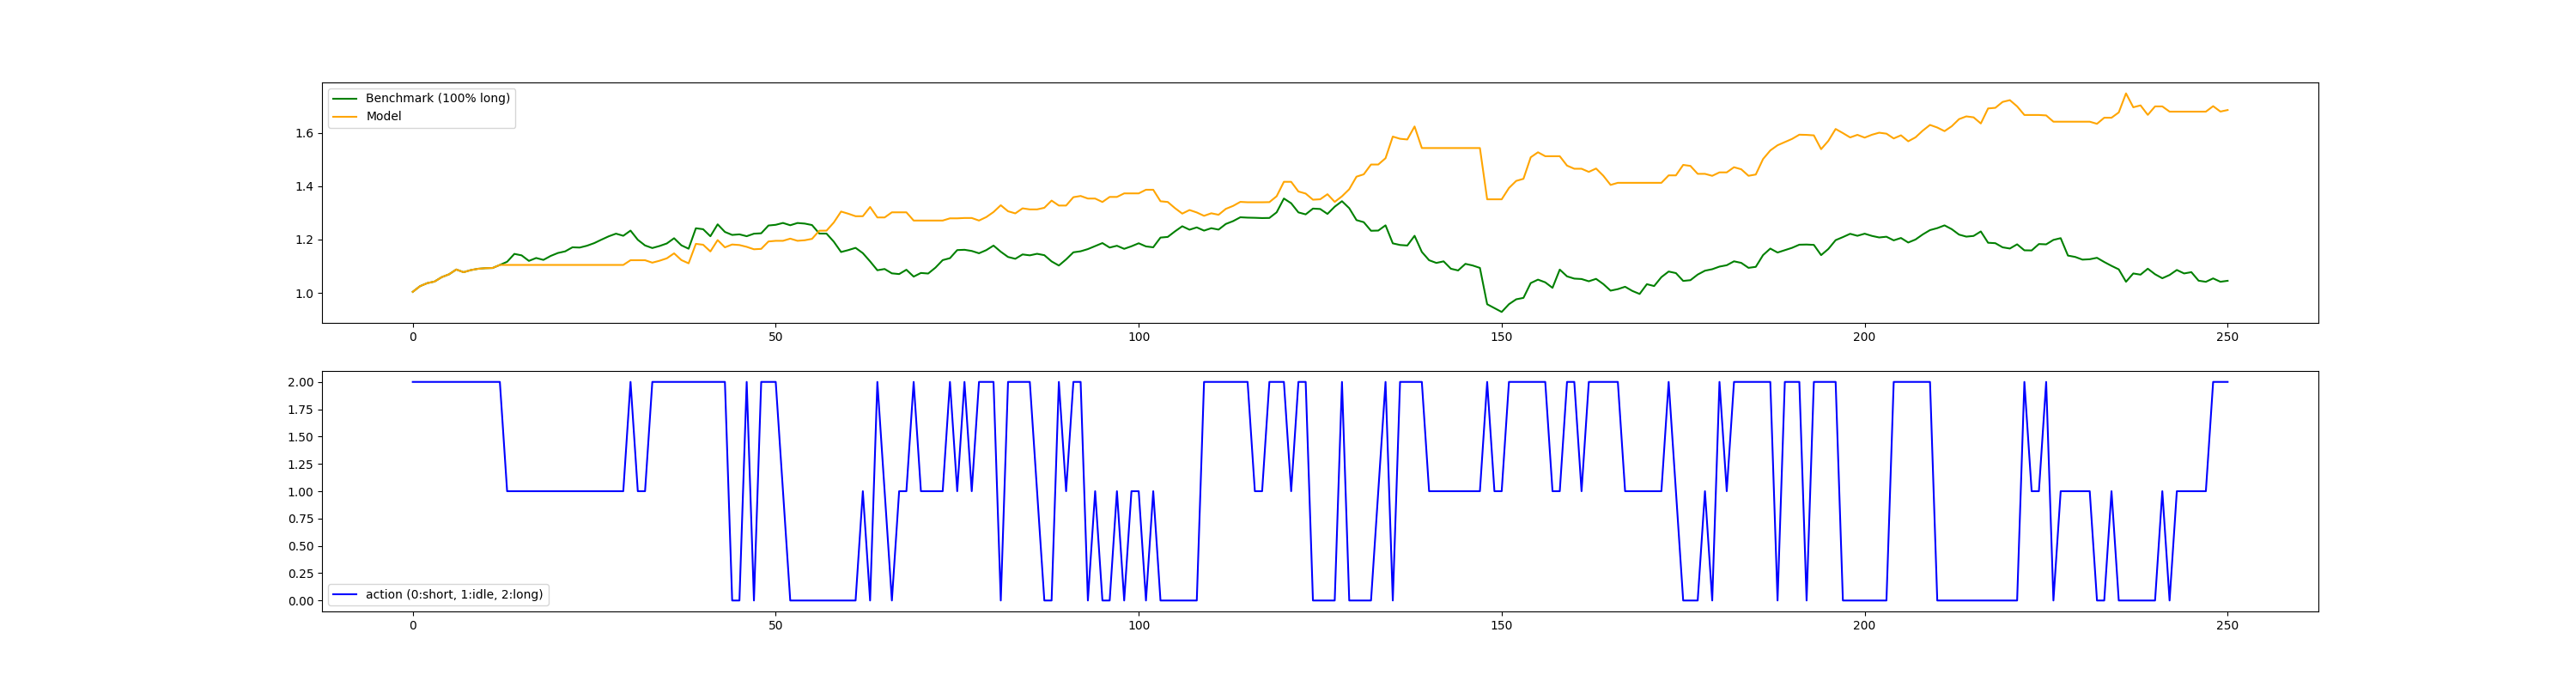 Benchmark (100% long)
Model
1.6
1.4
1.2
1.0
0 50 100 150 200 250
2.00
1.75
1.50
1.25
1.00
0.75
0.50
0.25
0.00
action (0:short, 1:idle, 2:long)
0 50 100 150 200 250